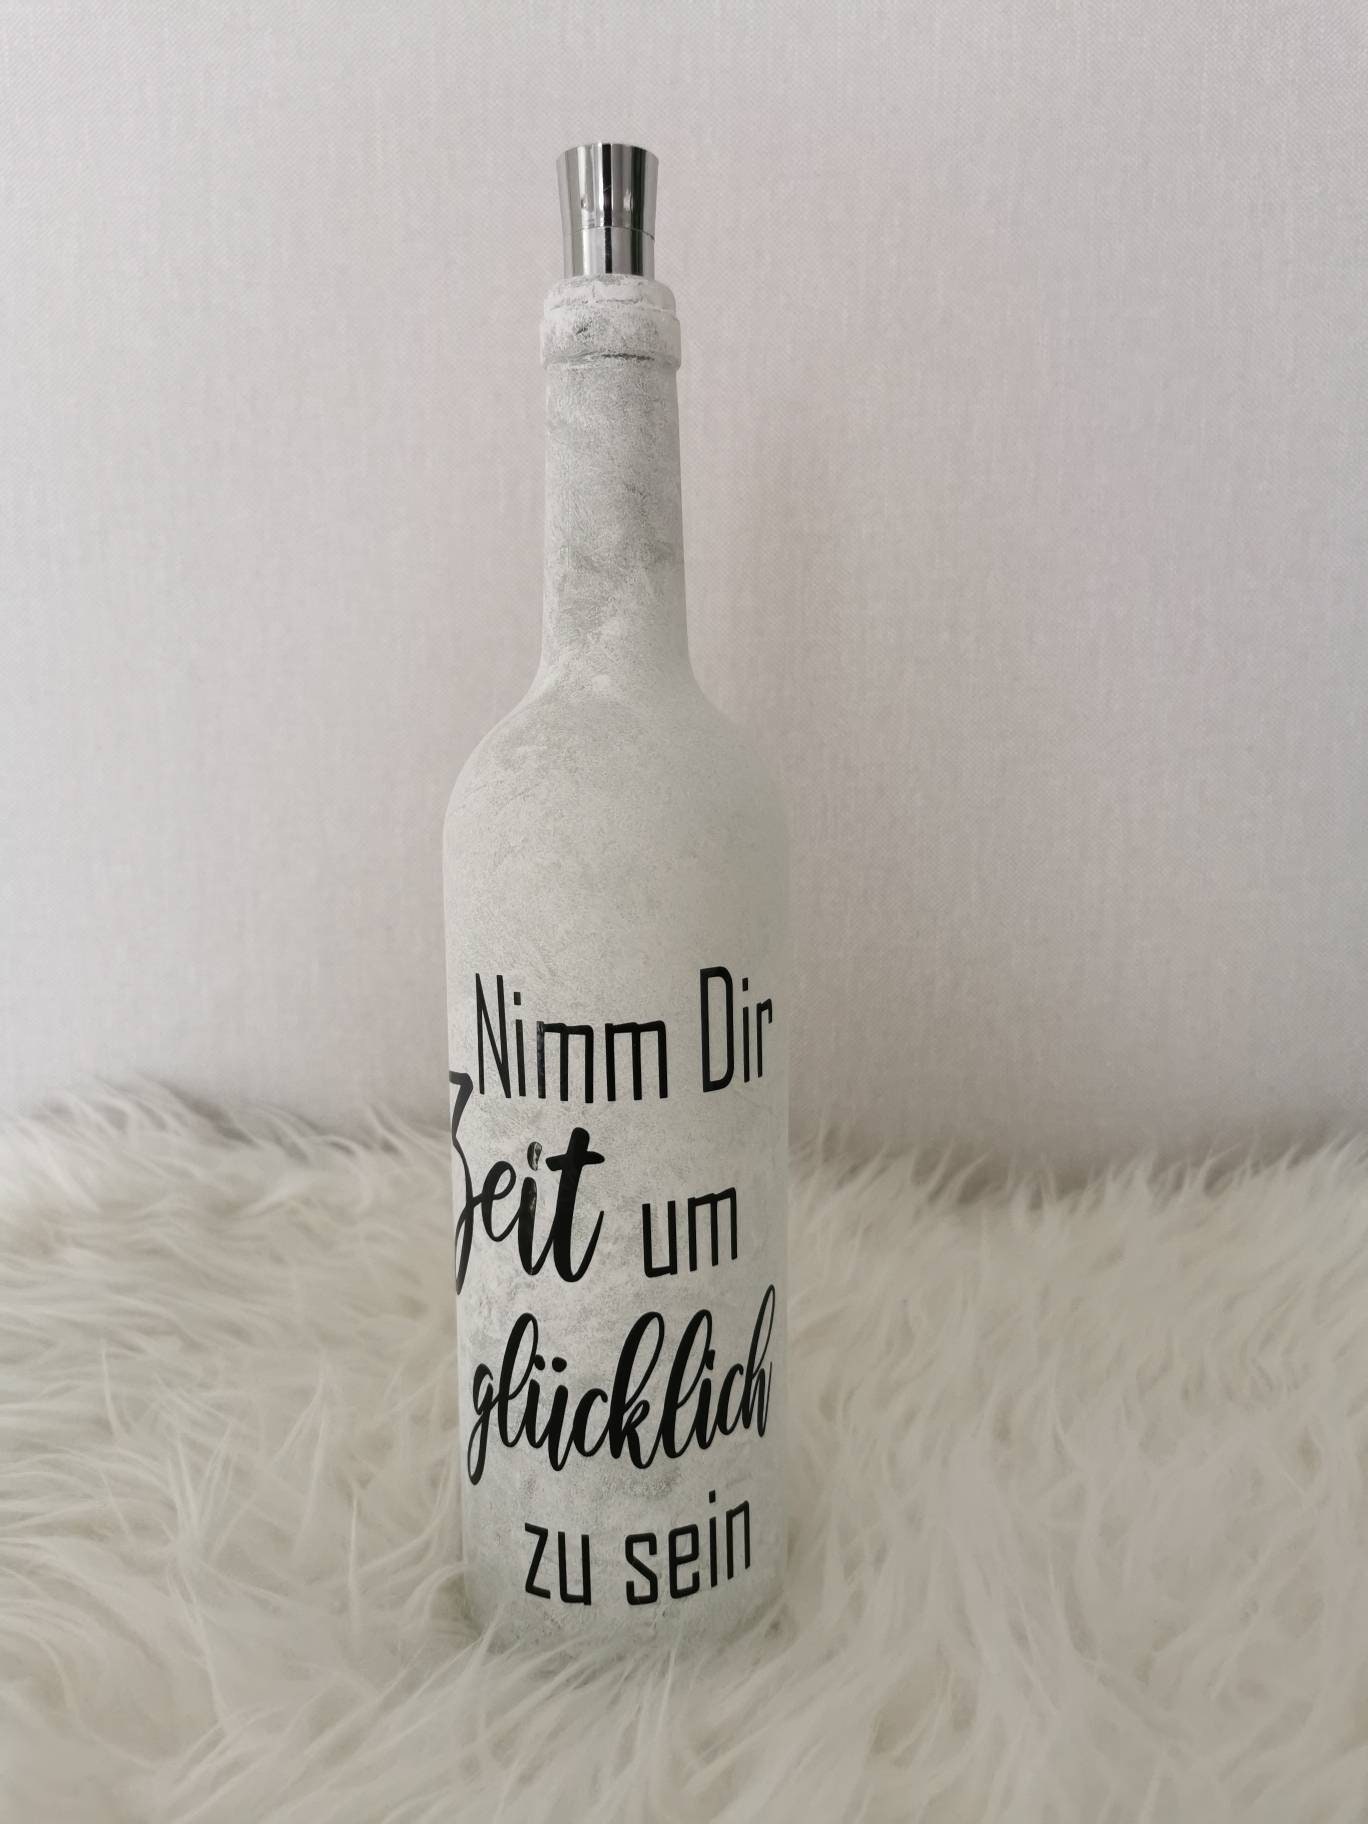 Nimm Dir
Zeit um
glücklich
zu sein